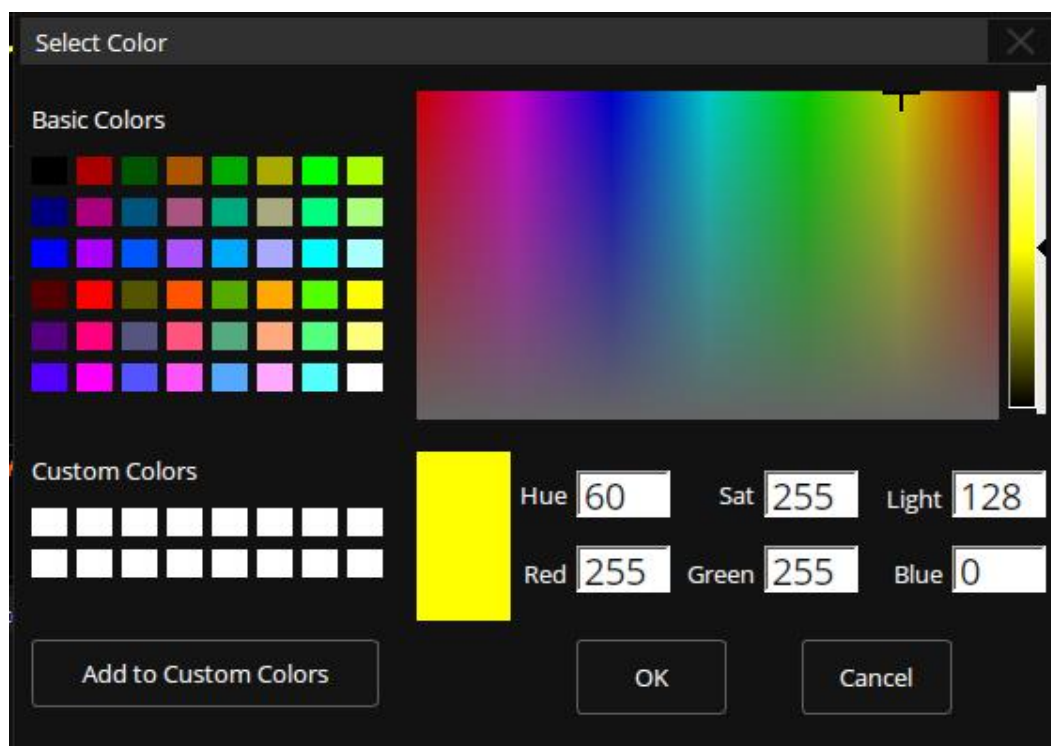 Select Color
Basic Colors
Custom Colors
Hue 60 Sat 255 Light 128
Red 255 Green 255 Blue 0
Add to Custom Colors OK Cancel